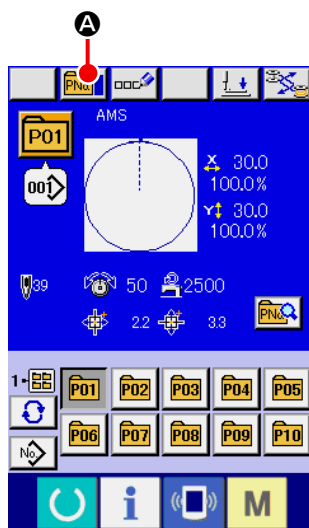 A
PNo.
AMS
P01
001
X 30.0
100.0%
Y 30.0
100.0%
39
50
2500
2.2
3.3
PNo.
1-
P01 P02 P03 P04 P05
P06 P07 P08 P09 P10
No.
i
M